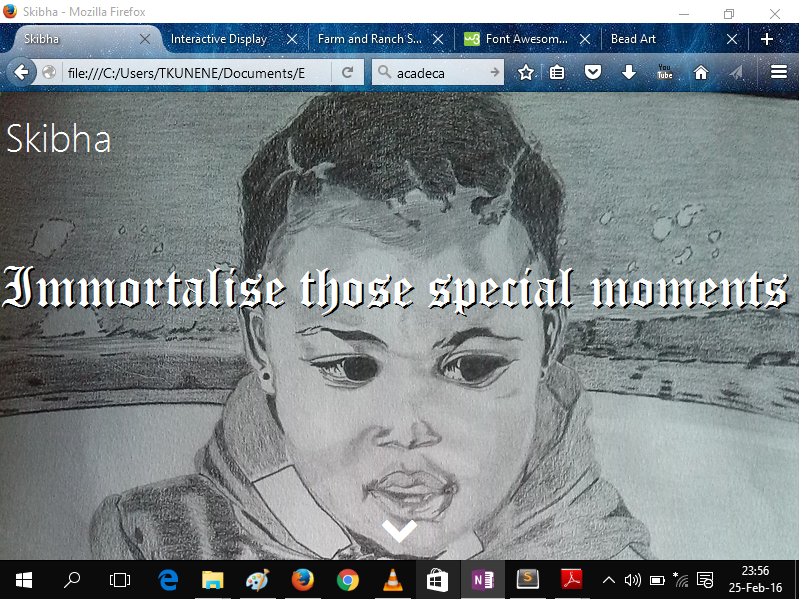 Skibha - Mozilla Firefox
Skibha
Interactive Display
Farm and Ranch S...
Font Awesom...
Bead Art
file:///C:/Users/TKUNENE/Documents/E
acadeca
You Tube
Skibha
Immortalise those special moments
23:56
25-Feb-16